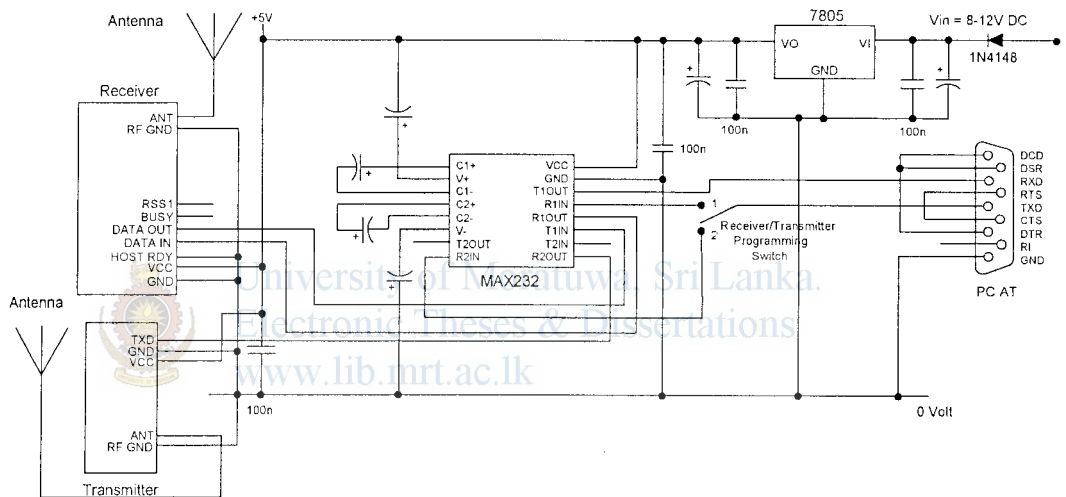 Antenna
+5V
7805
Vin = 8-12V DC
VO
VI
GND
1N4148
Receiver
ANT
RF GND
RSS1
BUSY
DATA OUT
DATA IN
HOST RDY
VCC
GND
100n
100n
100n
C1+
V+
C1-
C2+
C2-
V-
T2OUT
R2IN
VCC
GND
T1OUT
R1IN
R1OUT
T1IN
T2IN
R2OUT
MAX232
1
2
Receiver/Transmitter
Programming
Switch
DCD
DSR
RXD
RTS
TXD
CTS
DTR
RI
GND
PC AT
Antenna
TXD
GND
VCC
ANT
RF GND
Transmitter
100n
0 Volt
+
+
+
+
+
+
University of Moratuwa, Sri Lanka.
Electronic Theses & Dissertations
www.lib.mrt.ac.lk